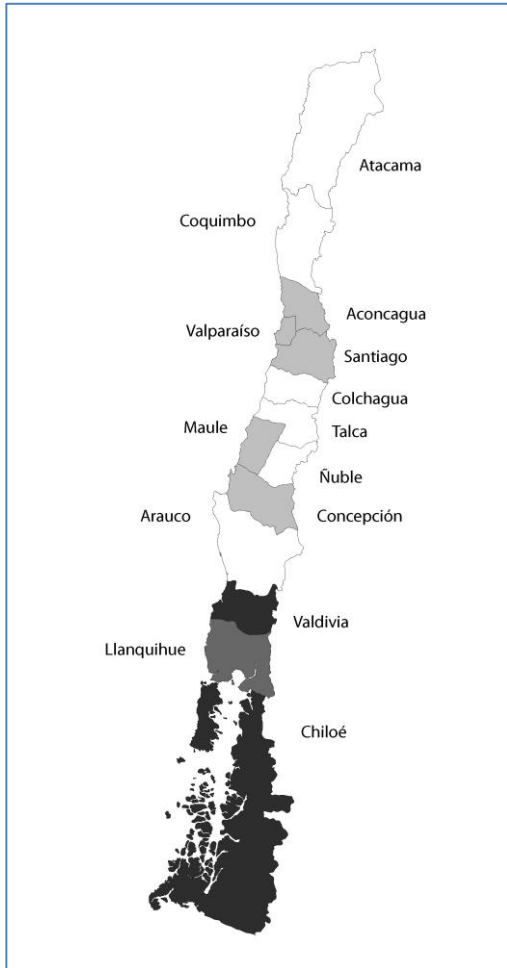 Atacama
Coquimbo
Aconcagua
Valparaíso
Santiago
Colchagua
Maule
Talca
Ñuble
Arauco
Concepción
Valdivia
Llanquihue
Chiloé